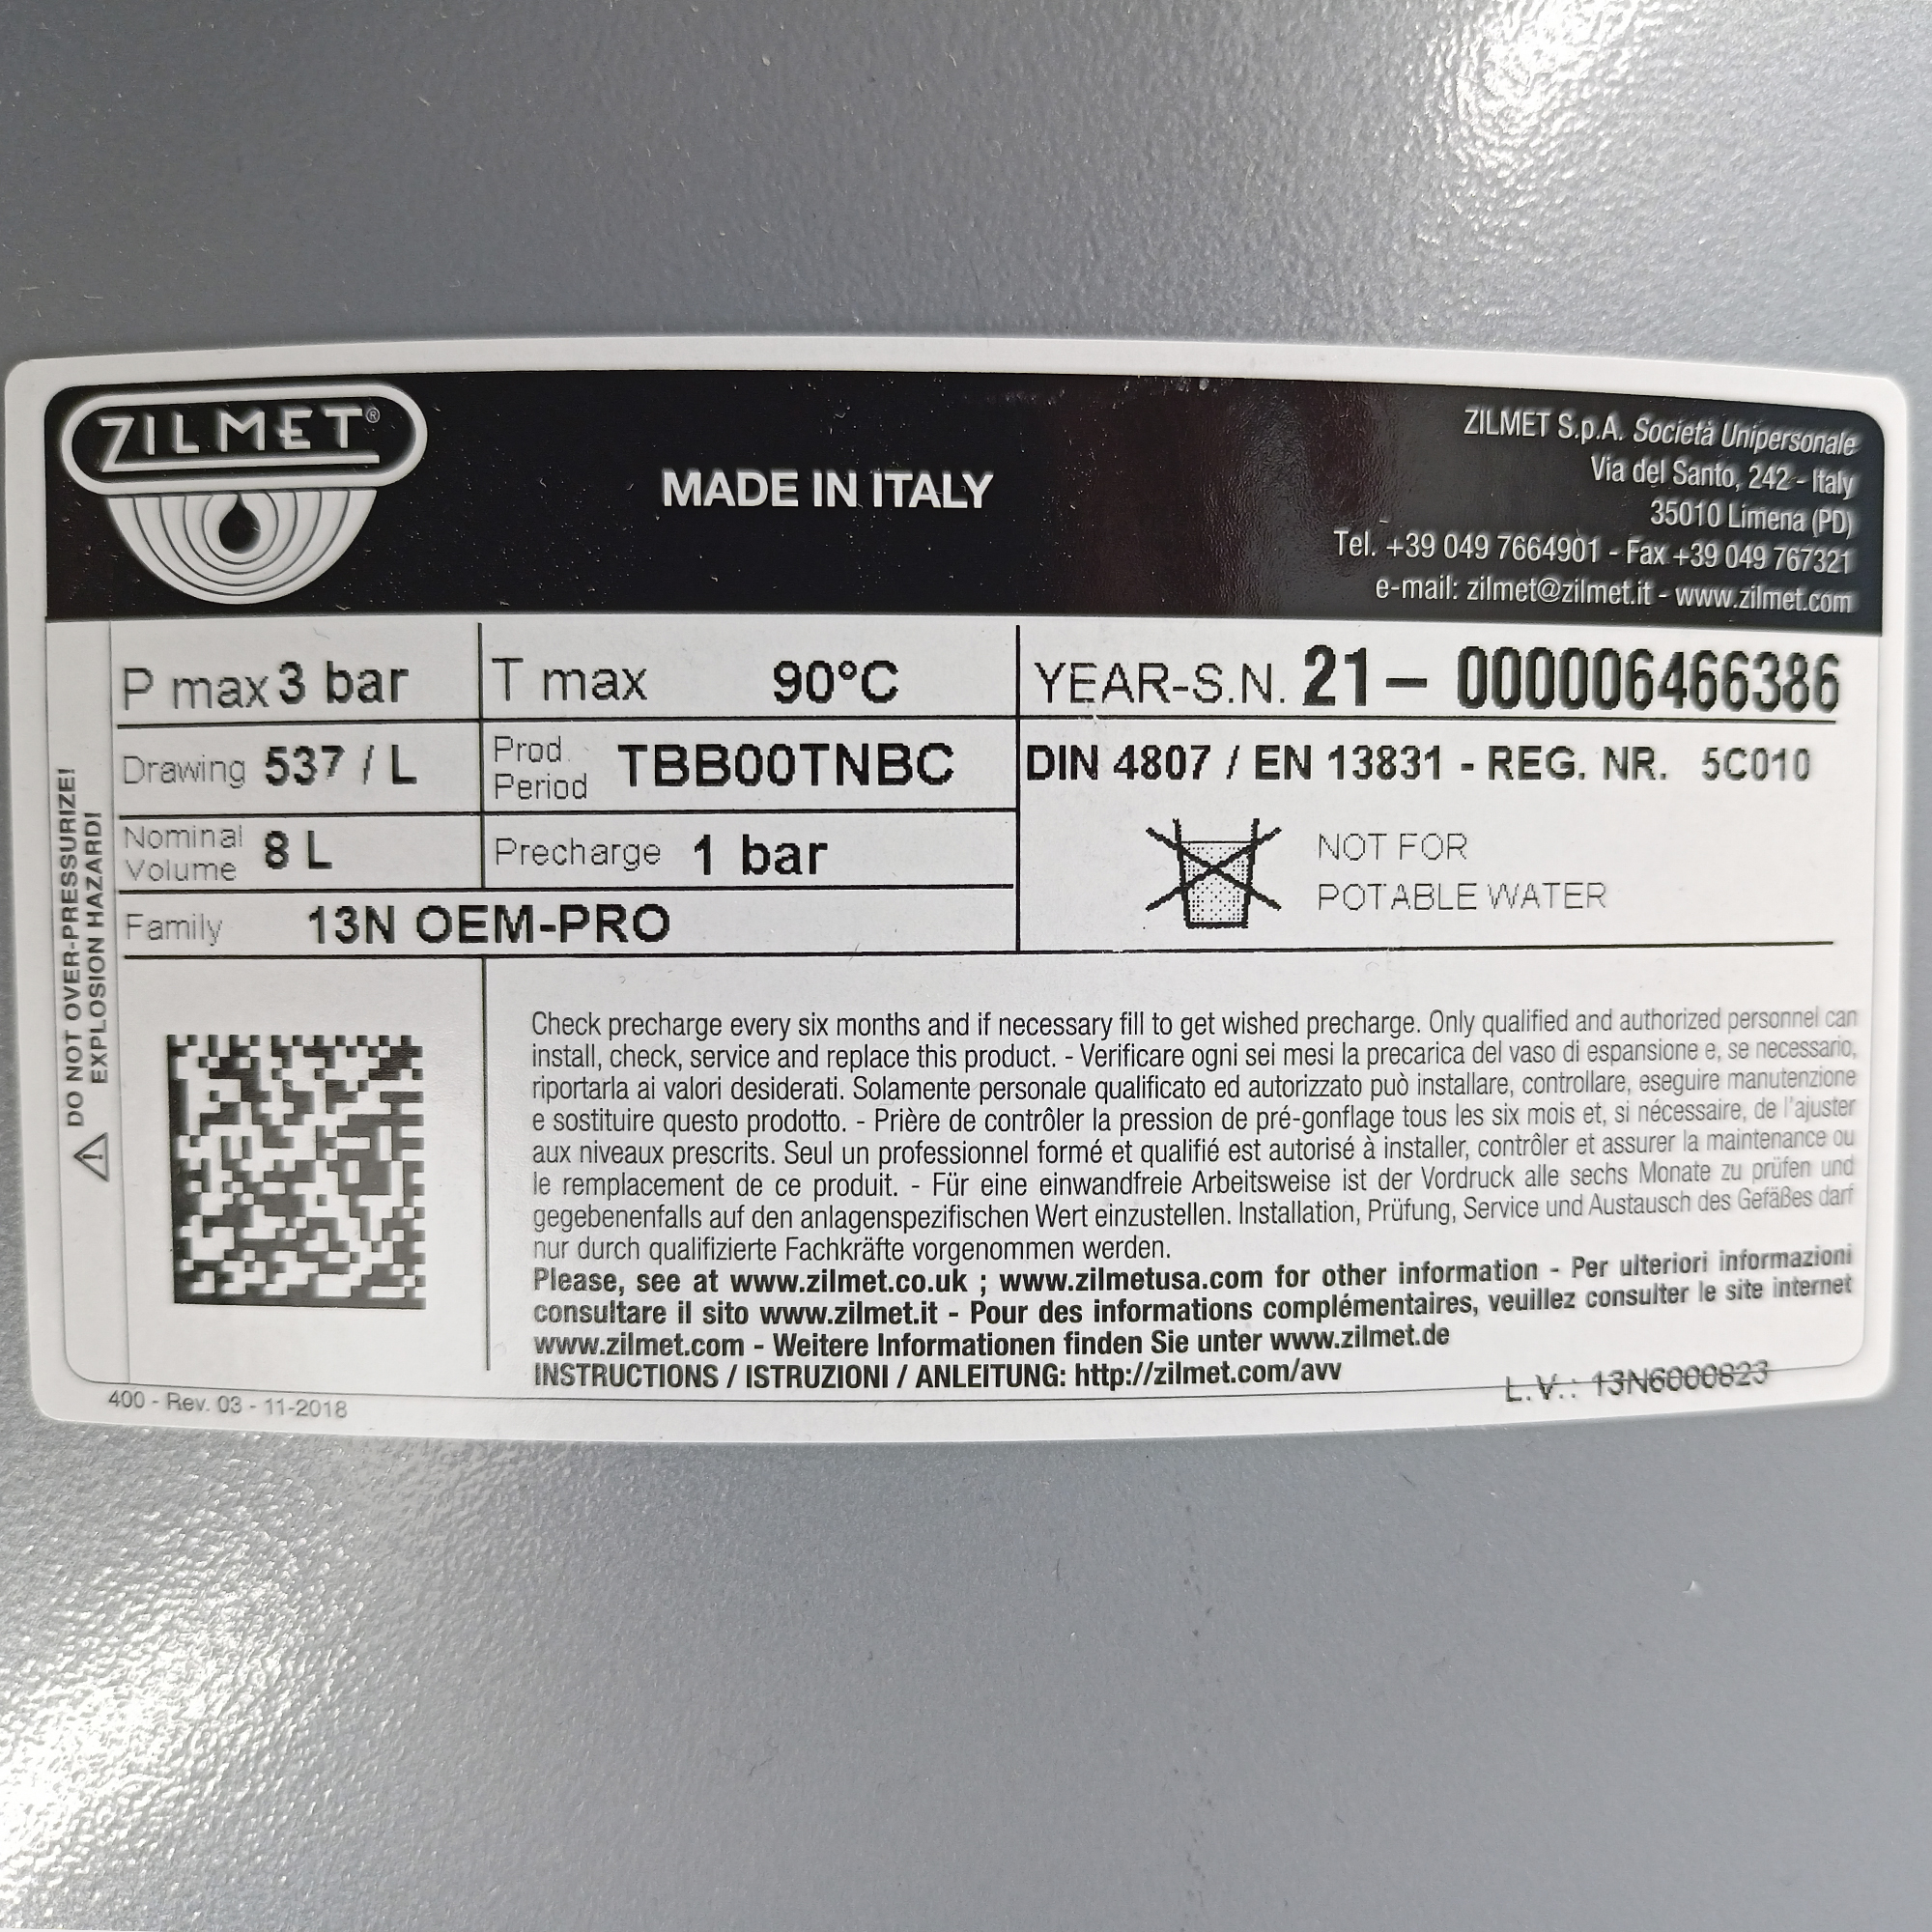 ZILMET®
MADE IN ITALY
ZILMET S.p.A. Società Unipersonale
Via del Santo, 242 - Italy
35010 Limena (PD)
Tel. +39 049 7664901 - Fax +39 049 767321
e-mail: zilmet@zilmet.it - www.zilmet.com
P max 3 bar
T max 90°C
YEAR-S.N. 21- 000006466386
Drawing 537 / L
Prod.
Period TBB00TNBC
DIN 4807 / EN 13831 - REG. NR. 5C010
Nominal
Volume 8 L
Precharge 1 bar
NOT FOR
POTABLE WATER
Family 13N OEM-PRO
DO NOT OVER-PRESSURIZE!
EXPLOSION HAZARD!
Check precharge every six months and if necessary fill to get wished precharge. Only qualified and authorized personnel can
install, check, service and replace this product. - Verificare ogni sei mesi la precarica del vaso di espansione e, se necessario,
riportarla ai valori desiderati. Solamente personale qualificato ed autorizzato può installare, controllare, eseguire manutenzione
e sostituire questo prodotto. - Prière de contrôler la pression de pré-gonflage tous les six mois et, si nécessaire, de l'ajuster
aux niveaux prescrits. Seul un professionnel formé et qualifié est autorisé à installer, contrôler et assurer la maintenance ou
le remplacement de ce produit. - Für eine einwandfreie Arbeitsweise ist der Vordruck alle sechs Monate zu prüfen und
gegebenenfalls auf den anlagenspezifischen Wert einzustellen. Installation, Prüfung, Service und Austausch des Gefäßes darf
nur durch qualifizierte Fachkräfte vorgenommen werden.
Please, see at www.zilmet.co.uk ; www.zilmetusa.com for other information - Per ulteriori informazioni
consultare il sito www.zilmet.it - Pour des informations complémentaires, veuillez consulter le site internet
www.zilmet.com - Weitere Informationen finden Sie unter www.zilmet.de
INSTRUCTIONS / ISTRUZIONI / ANLEITUNG: http://zilmet.com/avv
L.V.: 13N6000823
400 - Rev. 03 - 11-2018